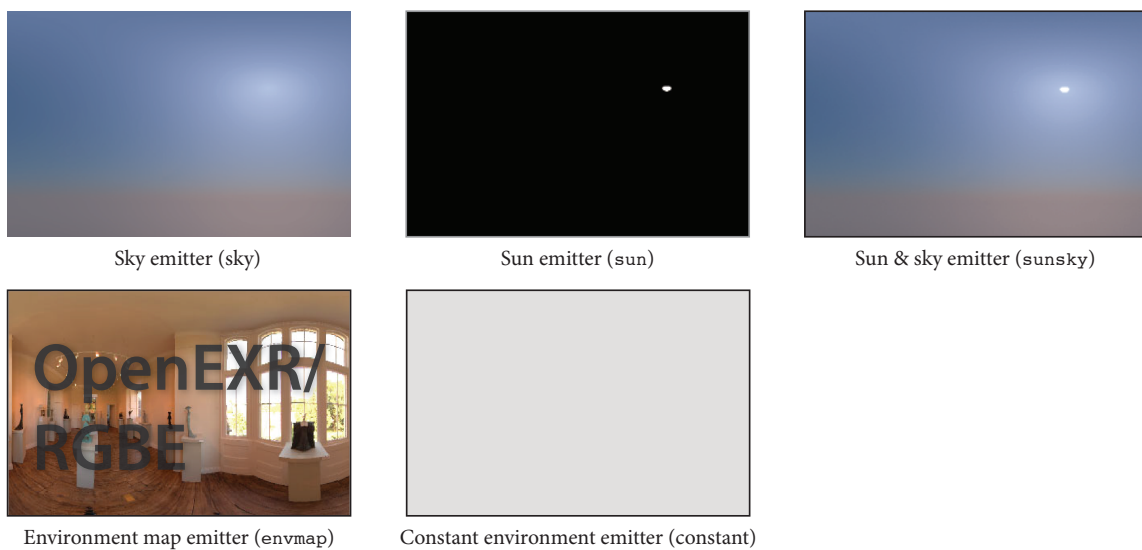 Sky emitter (sky)
Sun emitter (sun)
Sun & sky emitter (sunsky)
OpenEXR/
RGBE
Environment map emitter (envmap)
Constant environment emitter (constant)